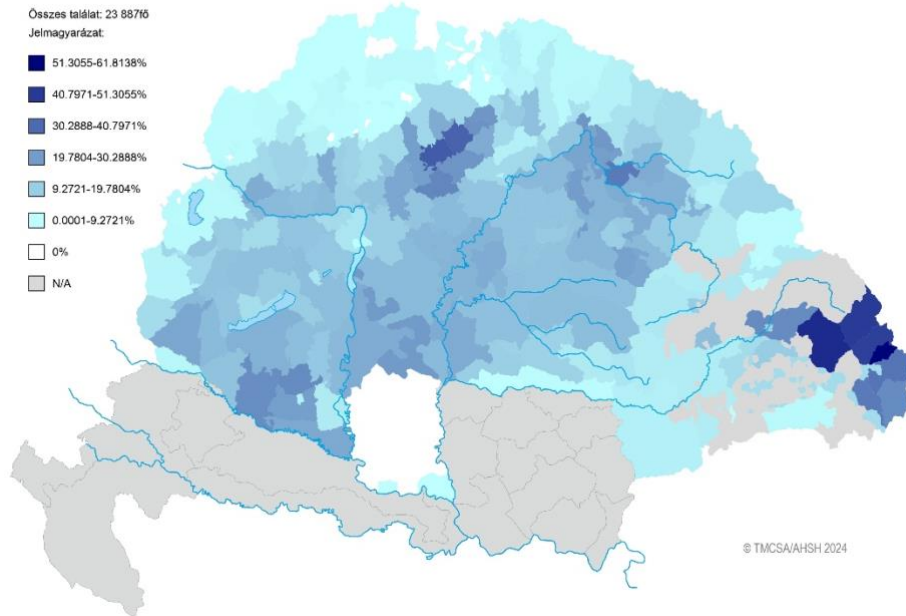 Összes találat: 23 887fő
Jelmagyarázat:
51.3055-61.8138%
40.7971-51.3055%
30.2888-40.7971%
19.7804-30.2888%
9.2721-19.7804%
0.0001-9.2721%
0%
N/A
© TMCSA/AHSH 2024